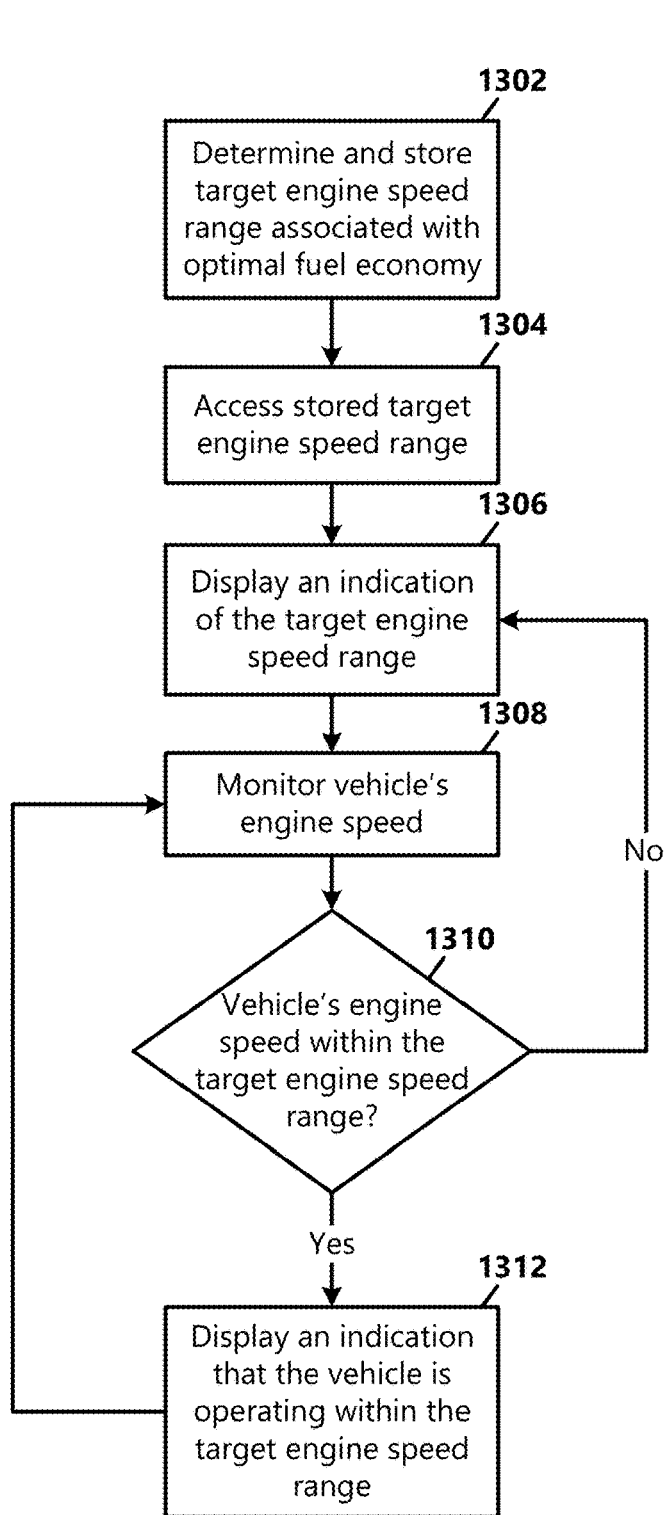 1302
Determine and store
target engine speed
range associated with
optimal fuel economy
1304
Access stored target
engine speed range
1306
Display an indication
of the target engine
speed range
1308
Monitor vehicle's
engine speed
No
1310
Vehicle's engine
speed within the
target engine speed
range?
Yes
1312
Display an indication
that the vehicle is
operating within the
target engine speed
range